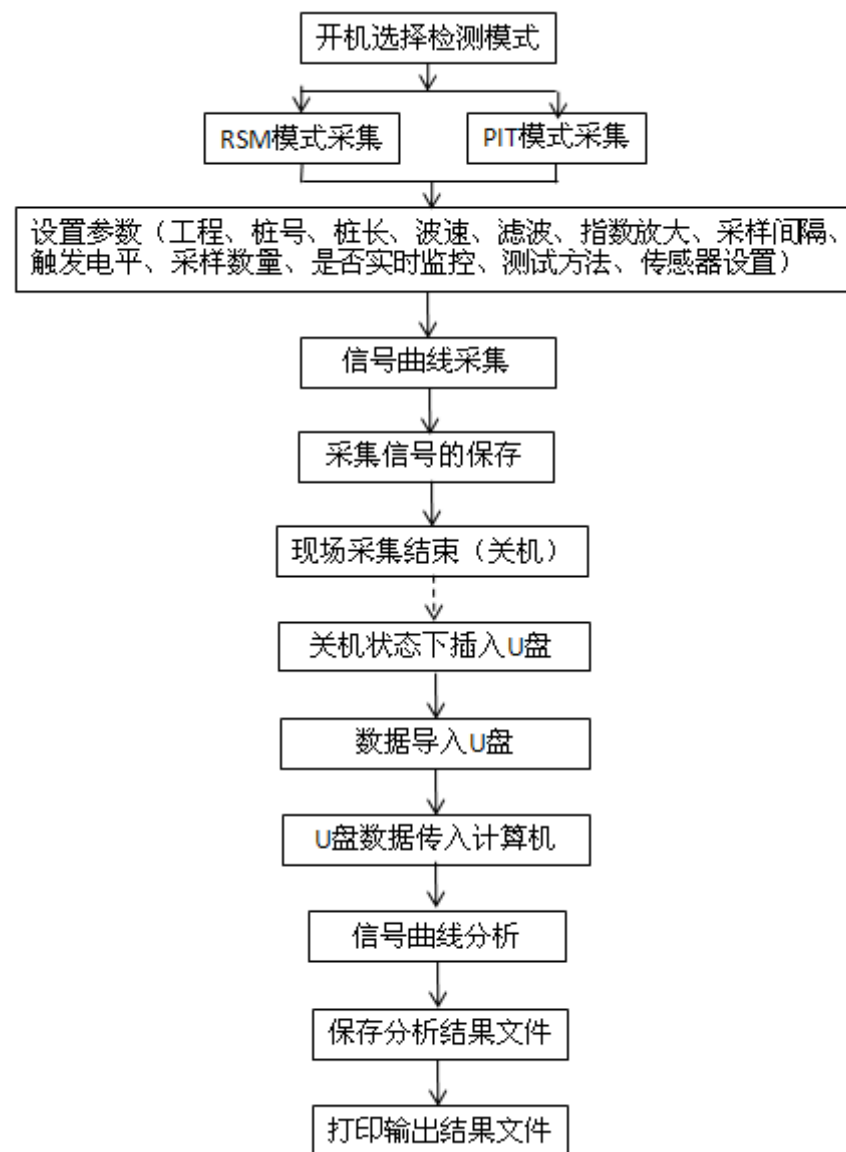 开机选择检测模式
RSM模式采集
PIT模式采集
设置参数（工程、桩号、桩长、波速、滤波、指数放大、采样间隔、
触发电平、采样数量、是否实时监控、测试方法、传感器设置）
信号曲线采集
采集信号的保存
现场采集结束（关机）
关机状态下插入U盘
数据导入U盘
U盘数据传入计算机
信号曲线分析
保存分析结果文件
打印输出结果文件